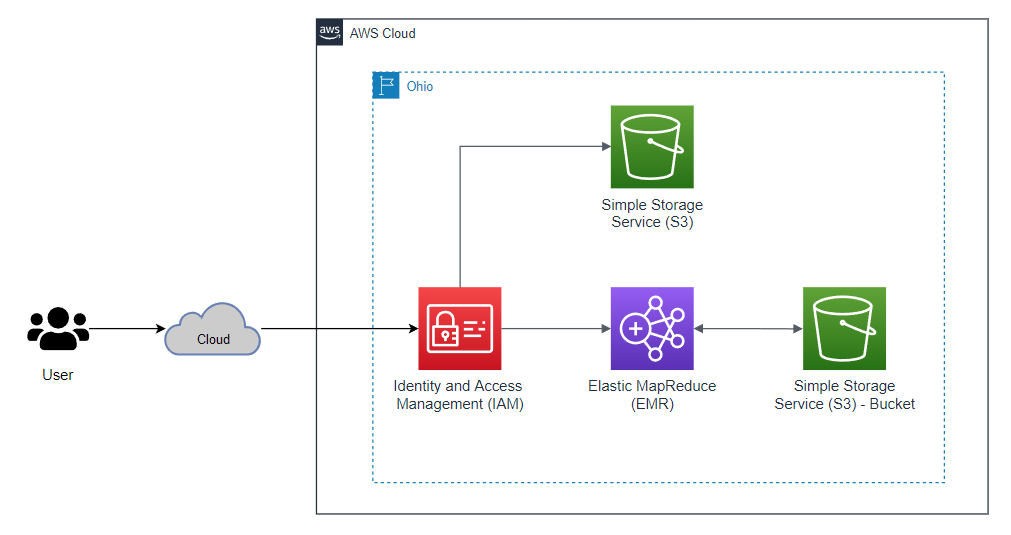 aws
AWS Cloud
Ohio
Simple Storage
Service (S3)
Cloud
User
Identity and Access
Management (IAM)
Elastic MapReduce
(EMR)
Simple Storage
Service (S3) - Bucket